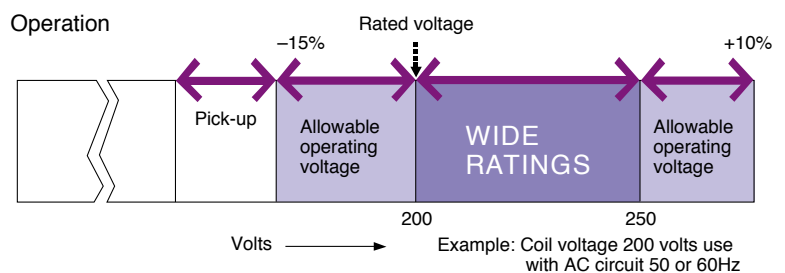 Operation
Rated voltage
–15%
+10%
Pick-up
Allowable
operating
voltage
WIDE
RATINGS
Allowable
operating
voltage
200
250
Volts
Example: Coil voltage 200 volts use
with AC circuit 50 or 60Hz